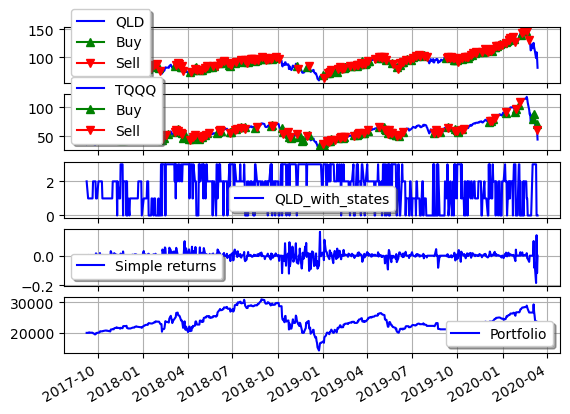 QLD
Buy
Sell
150
100
TQQQ
Buy
Sell
100
50
2
0
QLD_with_states
0.0
−0.2
Simple returns
30000
20000
Portfolio
2017-10 2018-01 2018-04 2018-07 2018-10 2019-01 2019-04 2019-07 2019-10 2020-01 2020-04